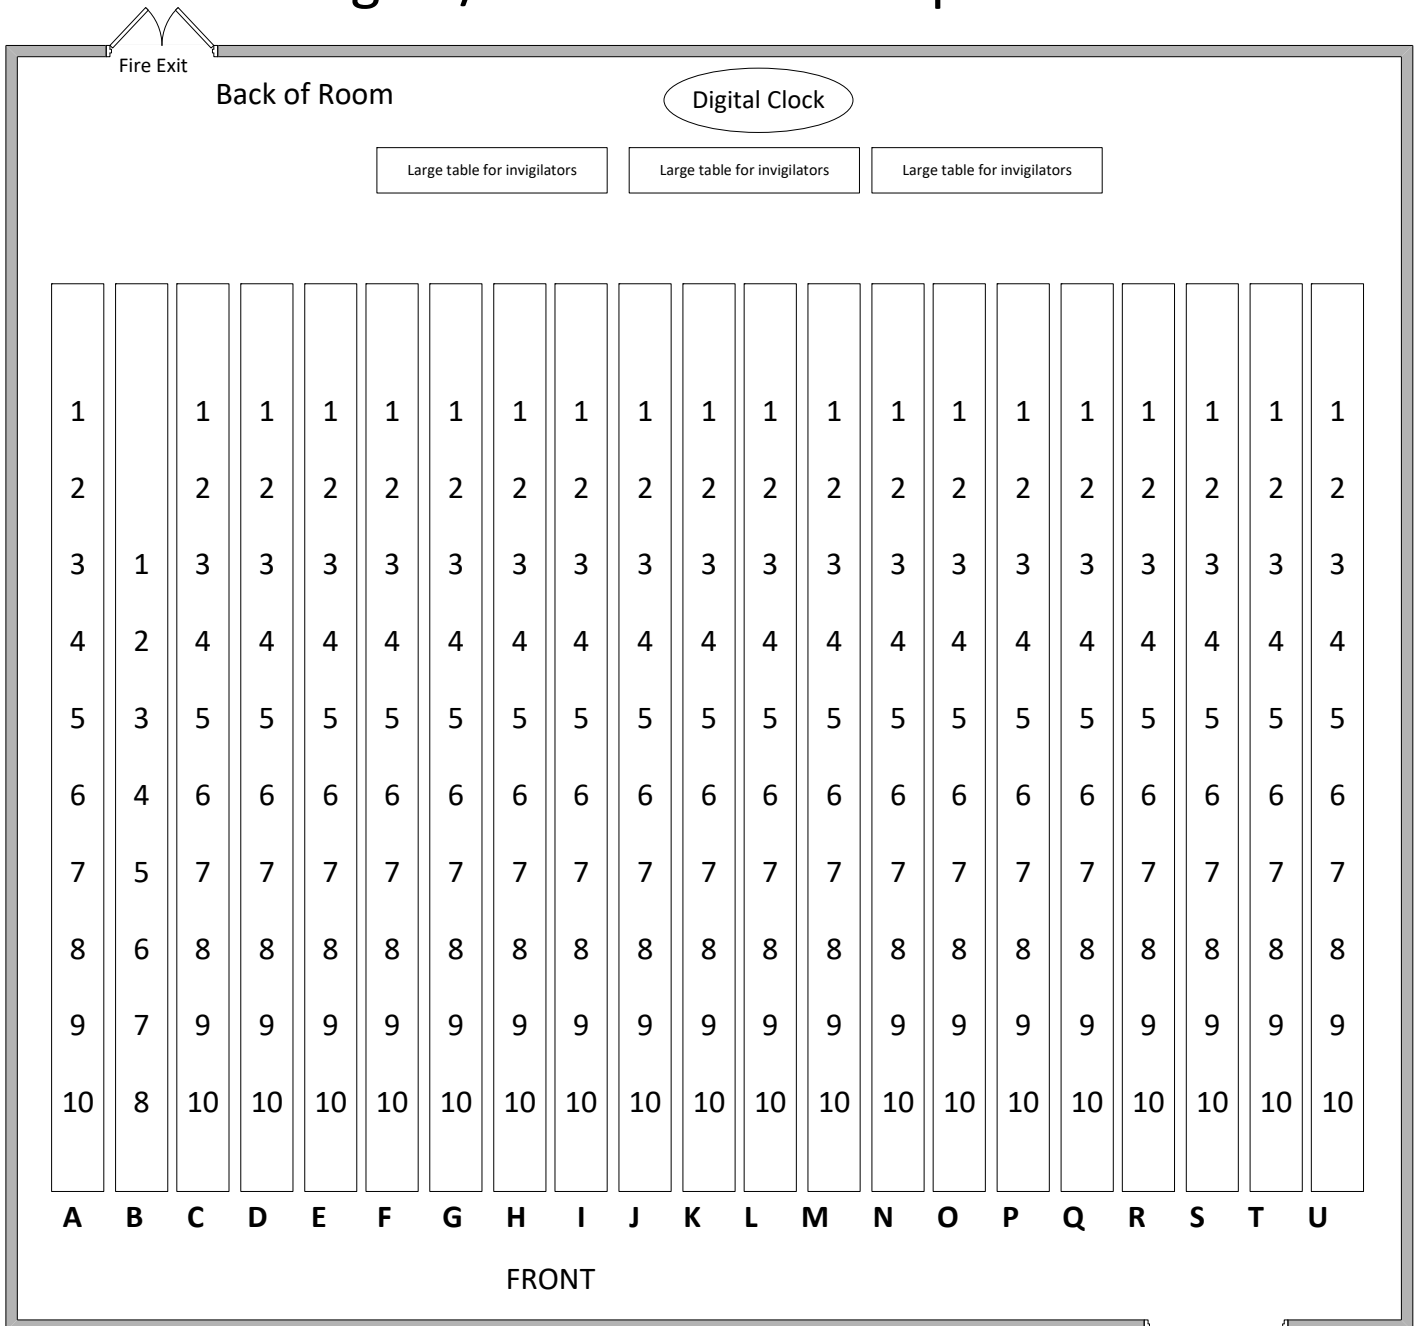 Fire Exit
Back of Room
Digital Clock
Large table for invigilators Large table for invigilators Large table for invigilators
1 1 1 1 1 1 1 1 1 1 1 1 1 1 1 1 1 1 1 1
2 2 2 2 2 2 2 2 2 2 2 2 2 2 2 2 2 2 2 2
3 1 3 3 3 3 3 3 3 3 3 3 3 3 3 3 3 3 3 3 3
4 2 4 4 4 4 4 4 4 4 4 4 4 4 4 4 4 4 4 4 4
5 3 5 5 5 5 5 5 5 5 5 5 5 5 5 5 5 5 5 5 5
6 4 6 6 6 6 6 6 6 6 6 6 6 6 6 6 6 6 6 6 6
7 5 7 7 7 7 7 7 7 7 7 7 7 7 7 7 7 7 7 7 7
8 6 8 8 8 8 8 8 8 8 8 8 8 8 8 8 8 8 8 8 8
9 7 9 9 9 9 9 9 9 9 9 9 9 9 9 9 9 9 9 9 9
10 8 10 10 10 10 10 10 10 10 10 10 10 10 10 10 10 10 10 10 10
A B C D E F G H I J K L M N O P Q R S T U
FRONT